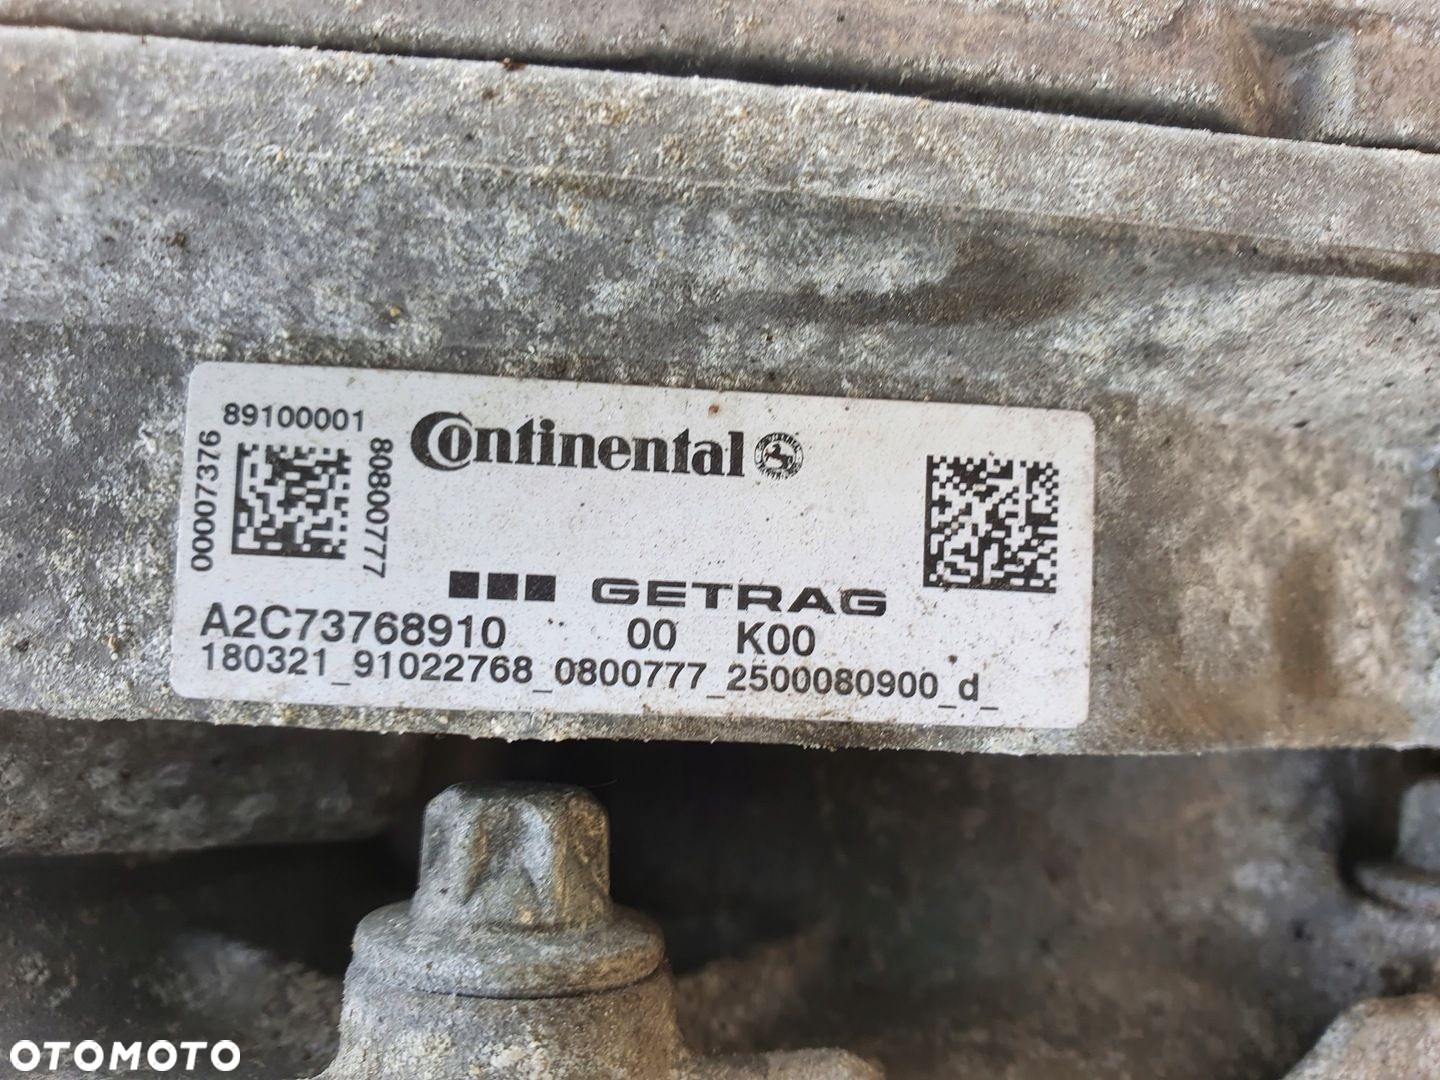 89100001
00007376
80800777
Continental
GETRAG
A2C73768910 00 K00
180321_91022768_0800777_2500080900_d_
OTOMOTO